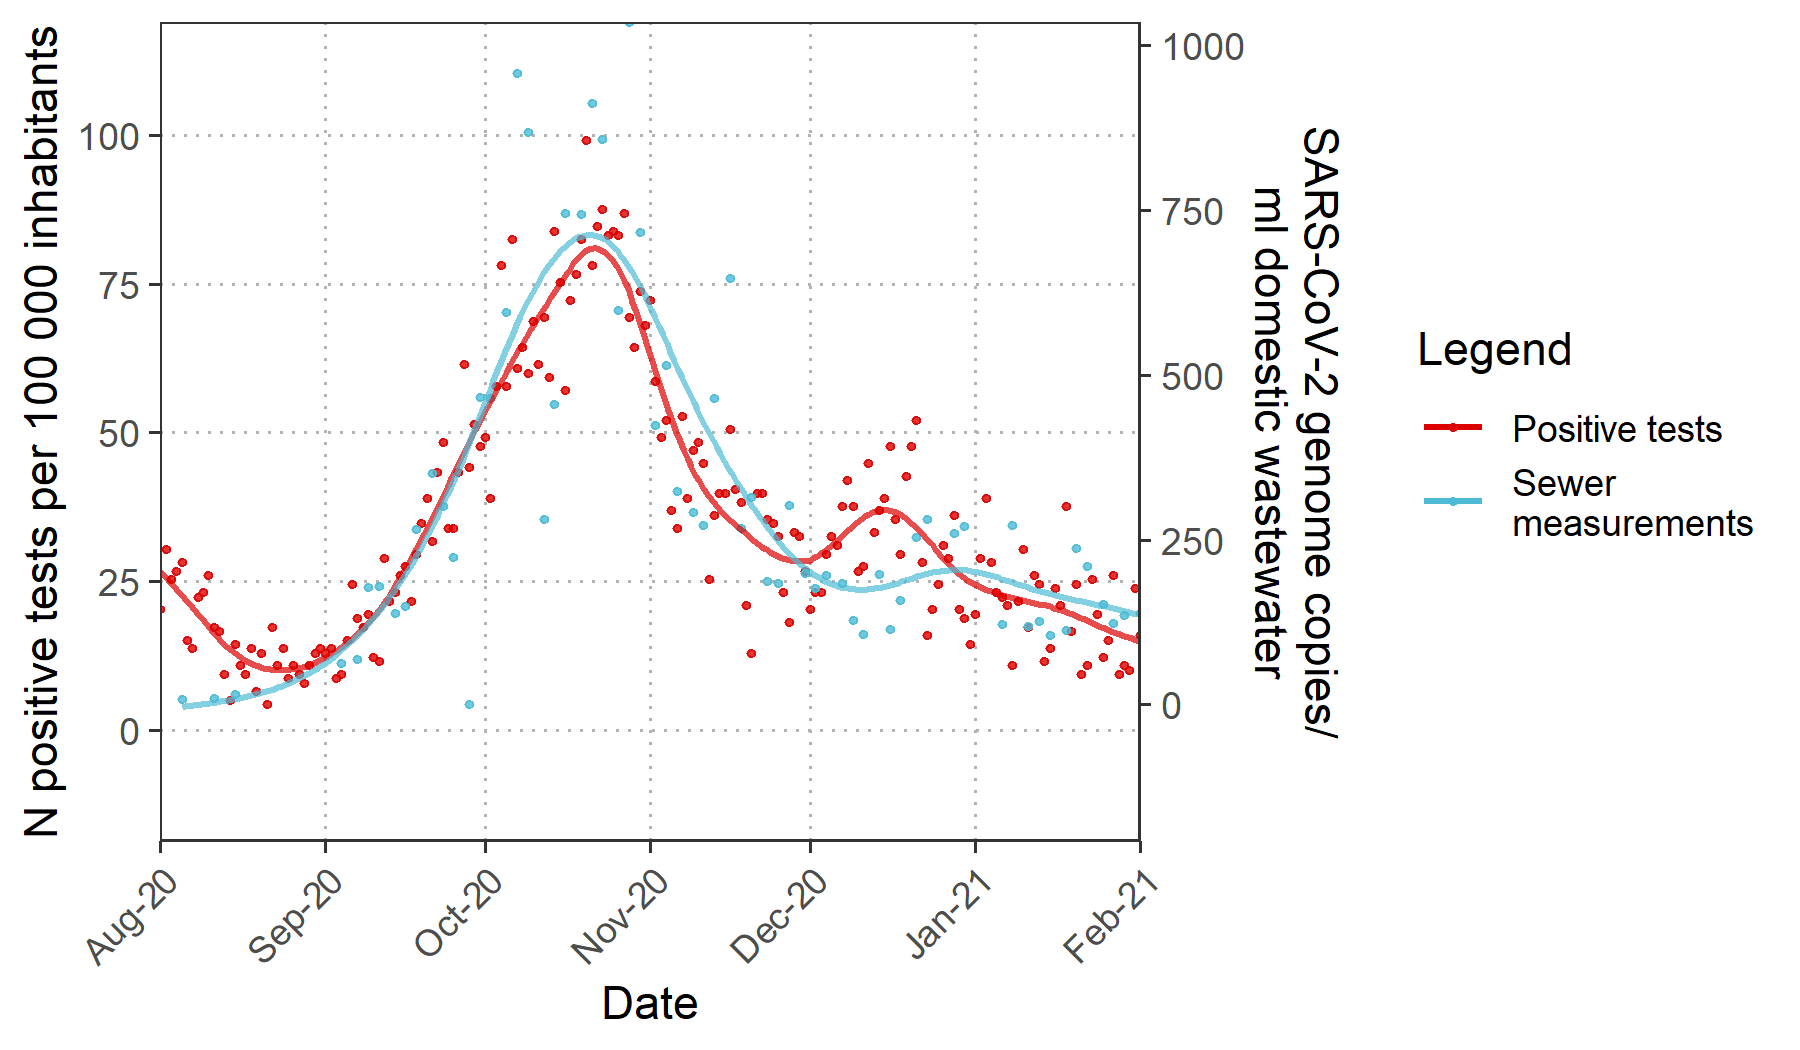 N positive tests per 100 000 inhabitants
100
75
50
25
0
1000
750
500
250
0
SARS-CoV-2 genome copies/
ml domestic wastewater
Aug-20
Sep-20
Oct-20
Nov-20
Dec-20
Jan-21
Feb-21
Date
Legend
Positive tests
Sewer
measurements